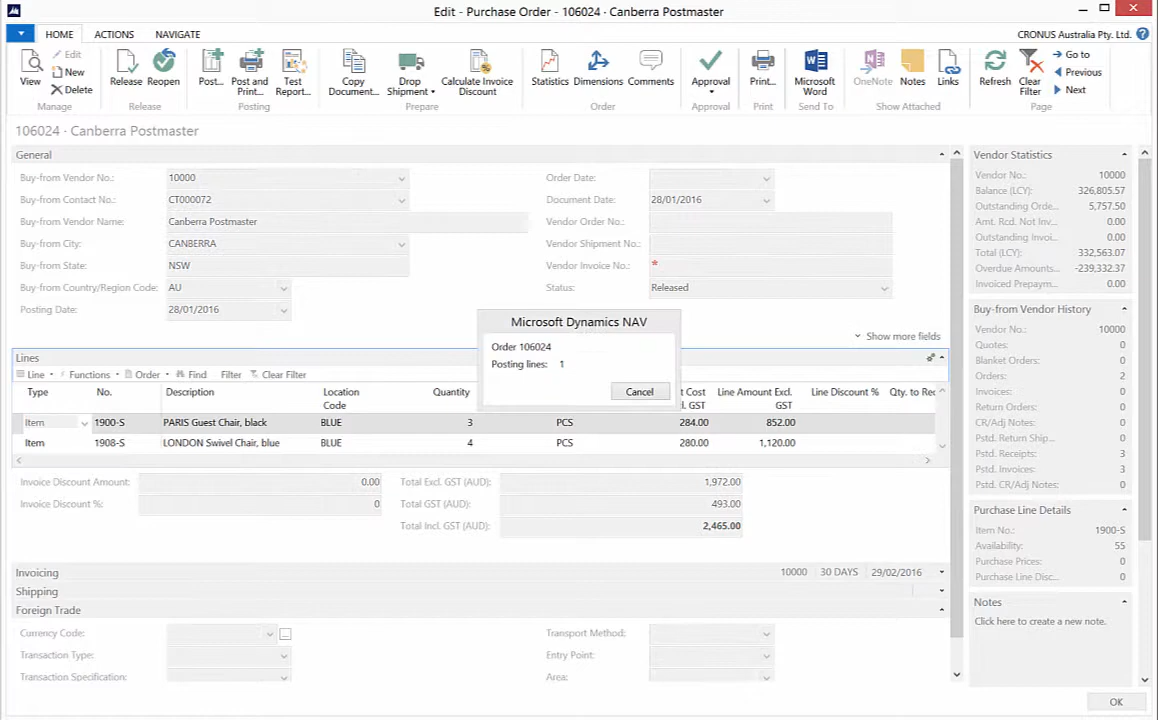 Edit - Purchase Order - 106024 · Canberra Postmaster
HOME ACTIONS NAVIGATE CRONUS Australia Pty. Ltd.
View Edit New Delete Release Reopen Post... Post and Print... Test Report... Copy Document... Drop Shipment Calculate Invoice Discount Statistics Dimensions Comments Approval Print... Microsoft Word OneNote Notes Links Refresh Clear Filter Go to Previous Next
Manage Release Posting Prepare Order Approval Print Send To Show Attached Page
106024 · Canberra Postmaster
General
Buy-from Vendor No.: 10000 Order Date:
Buy-from Contact No.: CT000072 Document Date: 28/01/2016
Buy-from Vendor Name: Canberra Postmaster Vendor Order No.:
Buy-from City: CANBERRA Vendor Shipment No.:
Buy-from State: NSW Vendor Invoice No.: *
Buy-from Country/Region Code: AU Status: Released
Posting Date: 28/01/2016
Show more fields
Microsoft Dynamics NAV
Order 106024
Posting lines: 1
Cancel
Lines
Line Functions Order Find Filter Clear Filter
Type No. Description Location Code Quantity t Cost l. GST Line Amount Excl. GST Line Discount % Qty. to Rec
Item 1900-S PARIS Guest Chair, black BLUE 3 PCS 284.00 852.00
Item 1908-S LONDON Swivel Chair, blue BLUE 4 PCS 280.00 1,120.00
Invoice Discount Amount: 0.00 Total Excl. GST (AUD): 1,972.00
Invoice Discount %: 0 Total GST (AUD): 493.00
Total Incl. GST (AUD): 2,465.00
Invoicing 10000 30 DAYS 29/02/2016
Shipping
Foreign Trade
Currency Code: Transport Method:
Transaction Type: Entry Point:
Transaction Specification: Area:
Vendor Statistics
Vendor No.: 10000
Balance (LCY): 326,805.57
Outstanding Orde... 5,757.50
Amt. Rcd. Not Inv... 0.00
Outstanding Invoi... 0.00
Total (LCY): 332,563.07
Overdue Amounts... -239,332.37
Invoiced Prepaym... 0.00
Buy-from Vendor History
Vendor No.: 10000
Quotes: 0
Blanket Orders: 0
Orders: 2
Invoices: 0
Return Orders: 0
CR/Adj Notes: 0
Pstd. Return Ship... 0
Pstd. Receipts: 3
Pstd. Invoices: 3
Pstd. CR/Adj Notes: 0
Purchase Line Details
Item No.: 1900-S
Availability: 55
Purchase Prices: 0
Purchase Line Disc... 0
Notes
Click here to create a new note.
OK